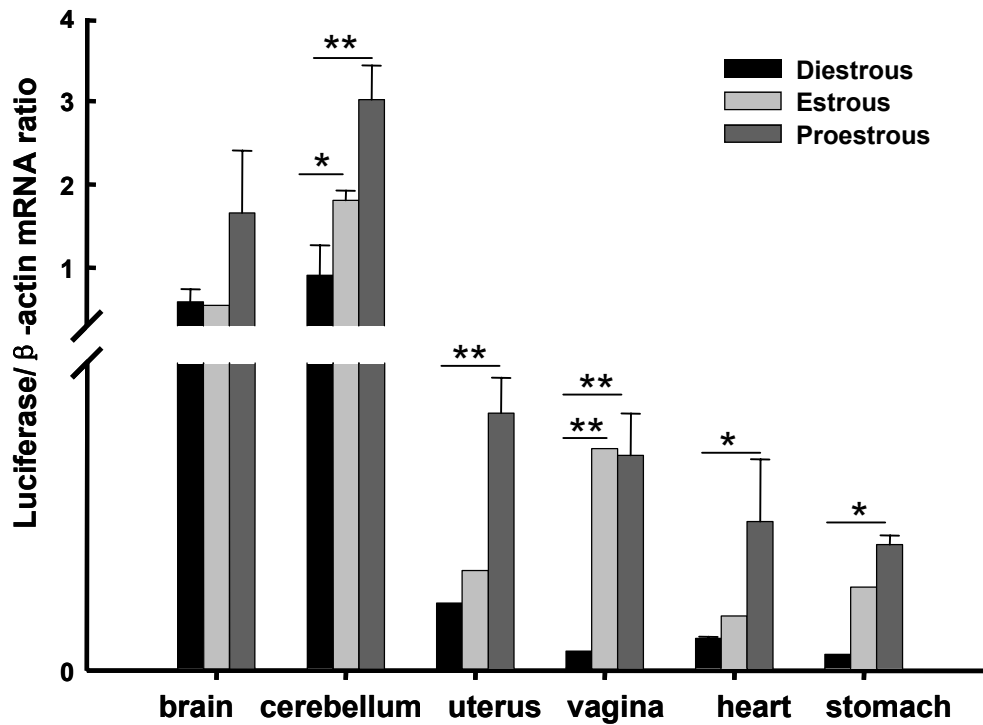 Luciferase/ β -actin mRNA ratio
4
3
2
1
0
**
*
**
**
**
*
*
Diestrous
Estrous
Proestrous
brain cerebellum uterus vagina heart stomach